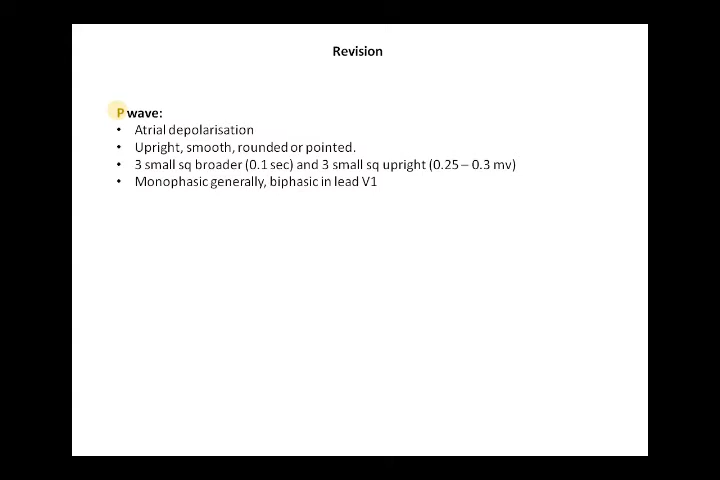 Revision
P wave:
• Atrial depolarisation
• Upright, smooth, rounded or pointed.
• 3 small sq broader (0.1 sec) and 3 small sq upright (0.25 – 0.3 mv)
• Monophasic generally, biphasic in lead V1